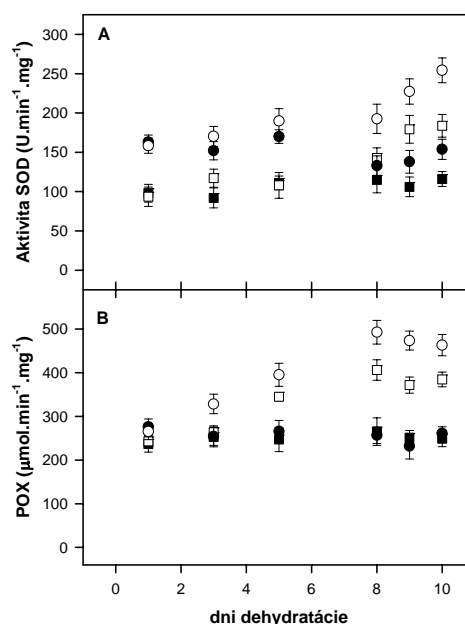 A
300
250
200
150
100
50
0
Aktivita SOD (U.min-1.mg-1)
B
500
400
300
200
100
0
POX (μmol.min-1.mg-1)
0 2 4 6 8 10
dni dehydratácie